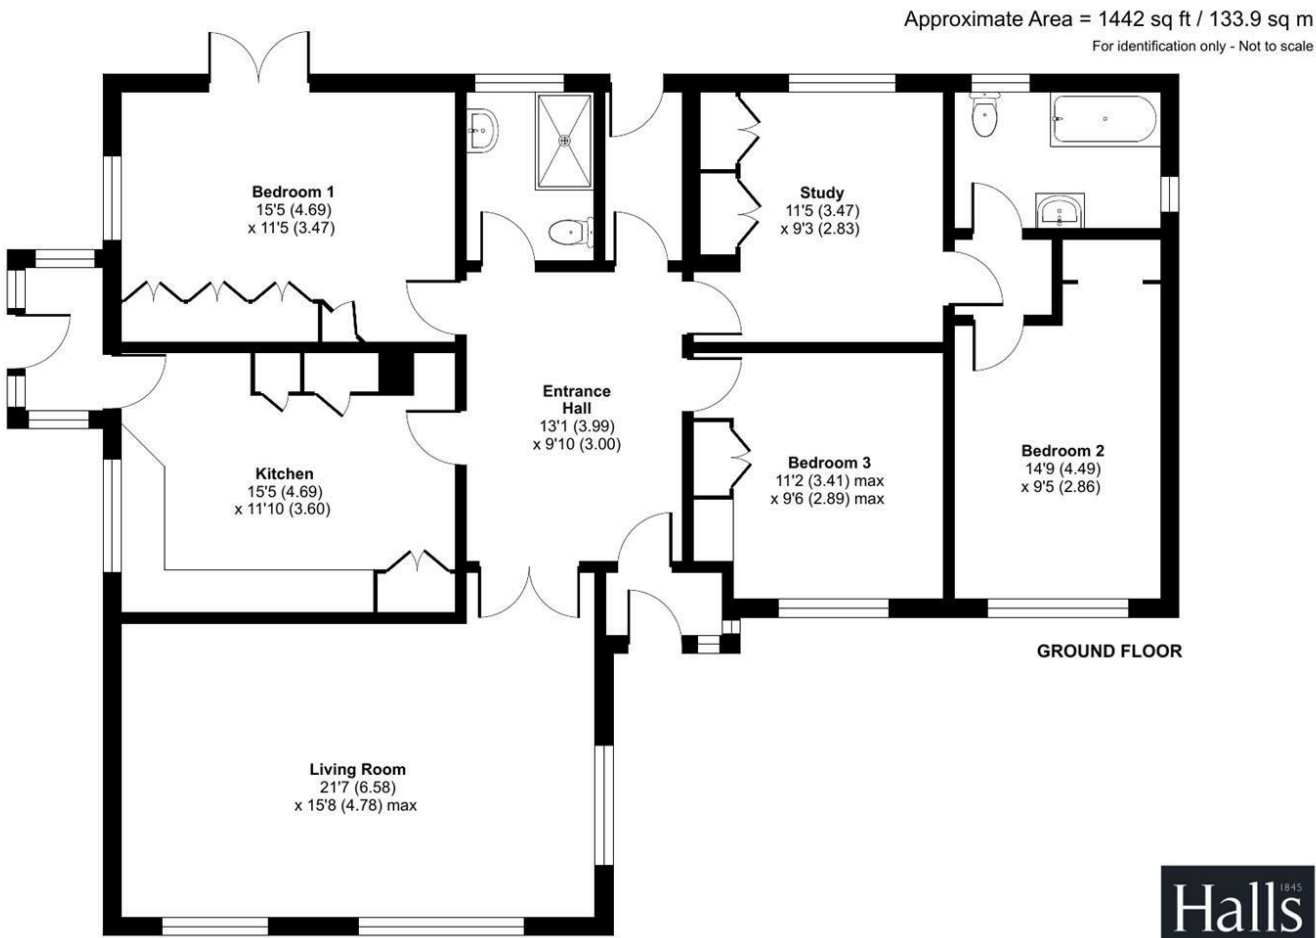 Approximate Area = 1442 sq ft / 133.9 sq m
For identification only - Not to scale
Bedroom 1
15'5 (4.69)
x 11'5 (3.47)
Study
11'5 (3.47)
x 9'3 (2.83)
Entrance
Hall
13'1 (3.99)
x 9'10 (3.00)
Kitchen
15'5 (4.69)
x 11'10 (3.60)
Bedroom 3
11'2 (3.41) max
x 9'6 (2.89) max
Bedroom 2
14'9 (4.49)
x 9'5 (2.86)
GROUND FLOOR
Living Room
21'7 (6.58)
x 15'8 (4.78) max
1845
Halls